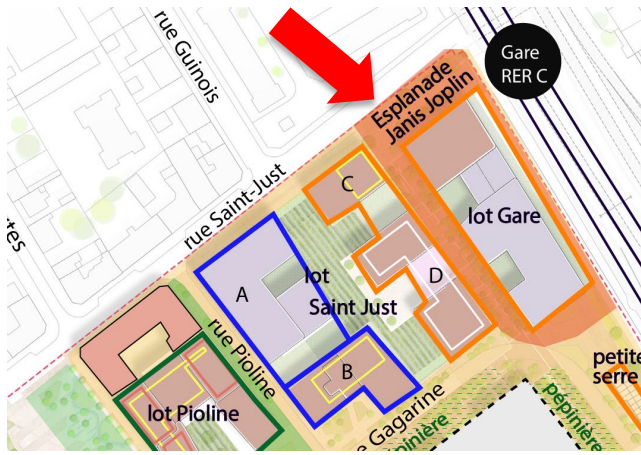 rue Guinois
Gare
RER C
Esplanade
Janis Joplin
rue Saint-Just
C
lot Gare
A
lot
Saint Just
D
rue Pioline
B
lot Pioline
petite
serre
Gagarine
pépinière
pépinière